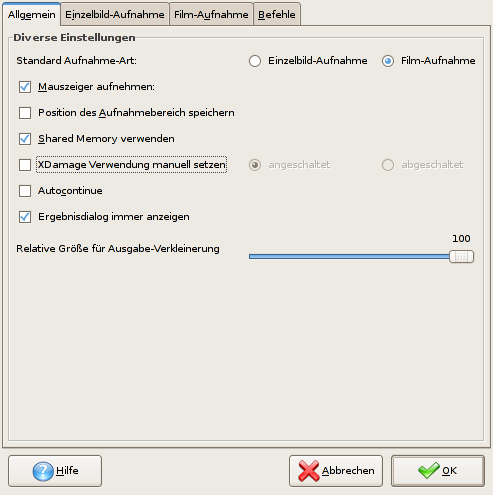 Allgemein Einzelbild-Aufnahme Film-Aufnahme Befehle
Diverse Einstellungen
Standard Aufnahme-Art: Einzelbild-Aufnahme Film-Aufnahme
Mauszeiger aufnehmen:
Position des Aufnahmebereich speichern
Shared Memory verwenden
XDamage Verwendung manuell setzen angeschaltet abgeschaltet
Autocontinue
Ergebnisdialog immer anzeigen
100
Relative Größe für Ausgabe-Verkleinerung
Hilfe Abbrechen OK